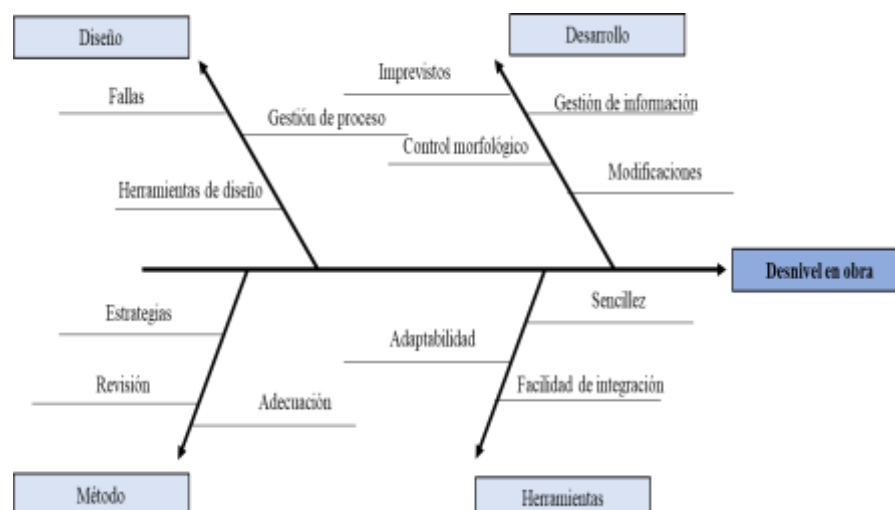 Diseño
Desarrollo
Imprevistos
Fallas
Gestión de información
Gestión de proceso
Control morfológico
Modificaciones
Herramientas de diseño
Desnivel en obra
Sencillez
Estrategias
Adaptabilidad
Revisión
Facilidad de integración
Adecuación
Método
Herramientas